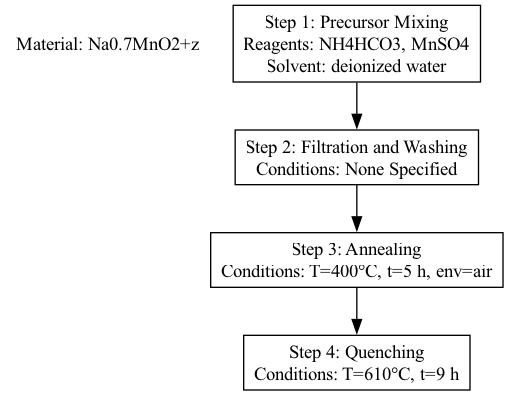 Material: Na0.7MnO2+z
Step 1: Precursor Mixing
Reagents: NH4HCO3, MnSO4
Solvent: deionized water
Step 2: Filtration and Washing
Conditions: None Specified
Step 3: Annealing
Conditions: T=400°C, t=5 h, env=air
Step 4: Quenching
Conditions: T=610°C, t=9 h